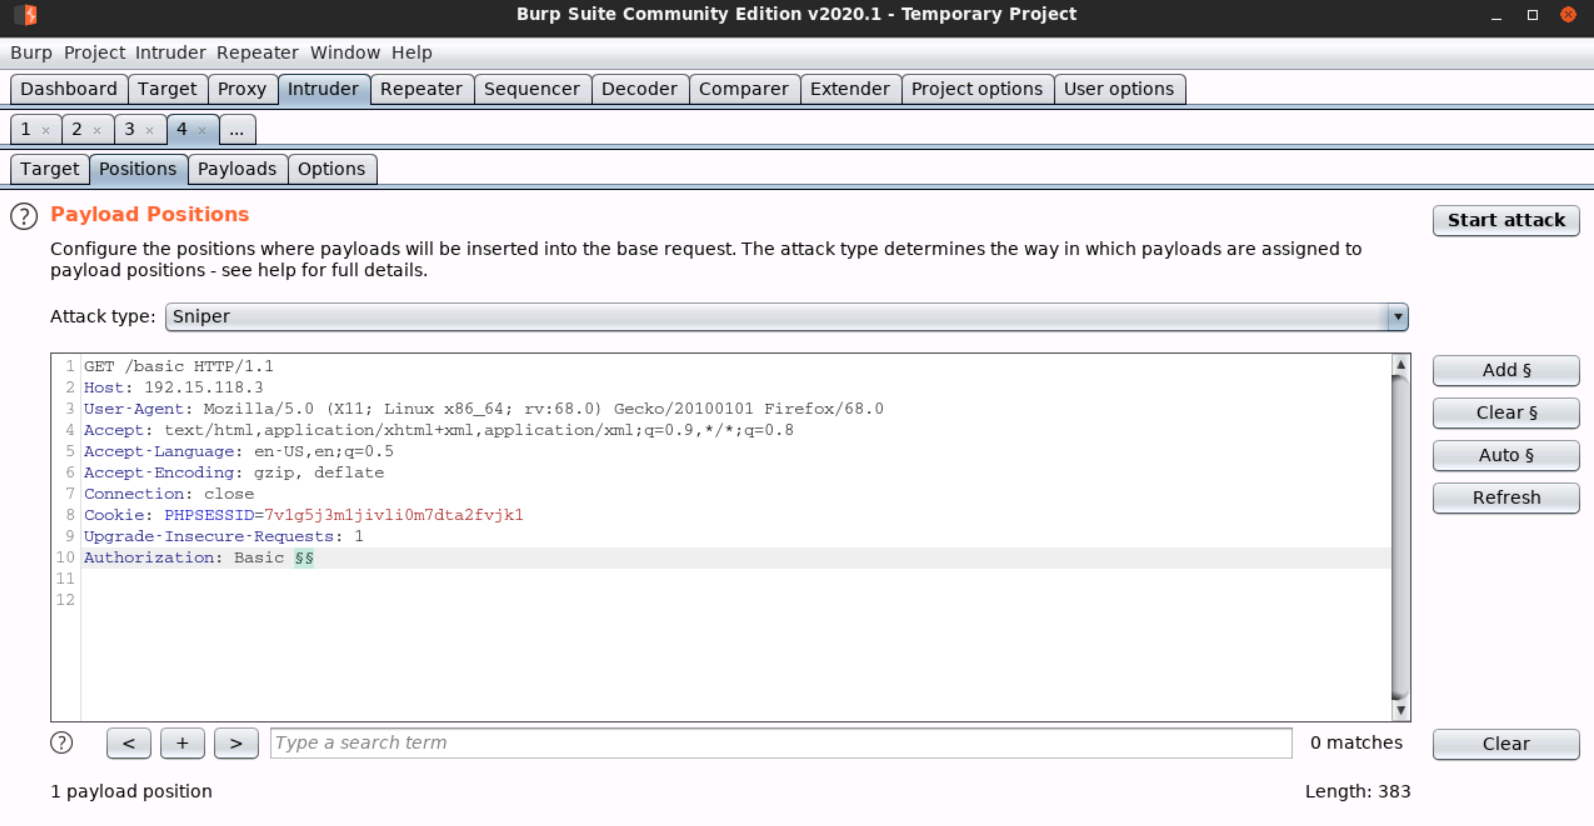 Burp Suite Community Edition v2020.1 - Temporary Project
Burp Project Intruder Repeater Window Help
Dashboard Target Proxy Intruder Repeater Sequencer Decoder Comparer Extender Project options User options
1 × 2 × 3 × 4 × ...
Target Positions Payloads Options
? Payload Positions
Start attack
Configure the positions where payloads will be inserted into the base request. The attack type determines the way in which payloads are assigned to
payload positions - see help for full details.
Attack type: Sniper
1 GET /basic HTTP/1.1
2 Host: 192.15.118.3
3 User-Agent: Mozilla/5.0 (X11; Linux x86_64; rv:68.0) Gecko/20100101 Firefox/68.0
4 Accept: text/html,application/xhtml+xml,application/xml;q=0.9,*/*;q=0.8
5 Accept-Language: en-US,en;q=0.5
6 Accept-Encoding: gzip, deflate
7 Connection: close
8 Cookie: PHPSESSID=7v1g5j3m1jivli0m7dta2fvjk1
9 Upgrade-Insecure-Requests: 1
10 Authorization: Basic §§
11
12
Add §
Clear §
Auto §
Refresh
? < + > Type a search term 0 matches Clear
1 payload position Length: 383